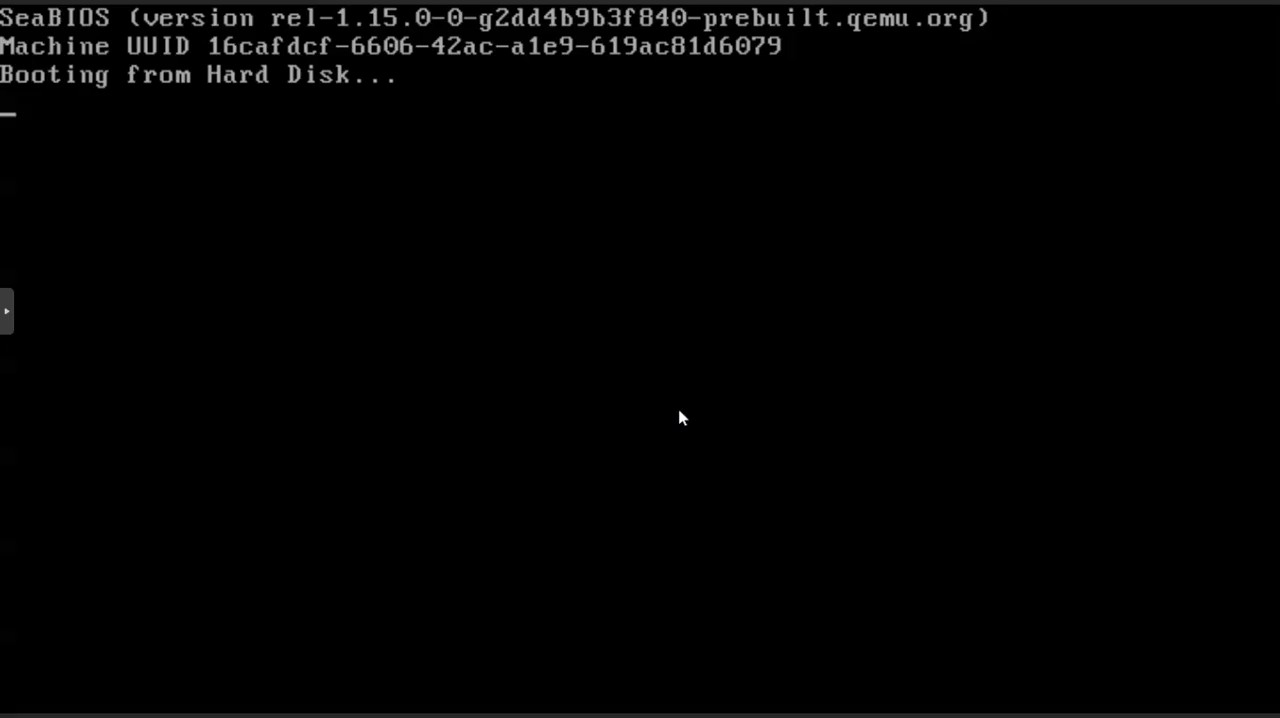 SeaBIOS (version rel-1.15.0-0-g2dd4b9b3f840-prebuilt.qemu.org)
Machine UUID 16cafdcf-6606-42ac-a1e9-619ac81d6079
Booting from Hard Disk...